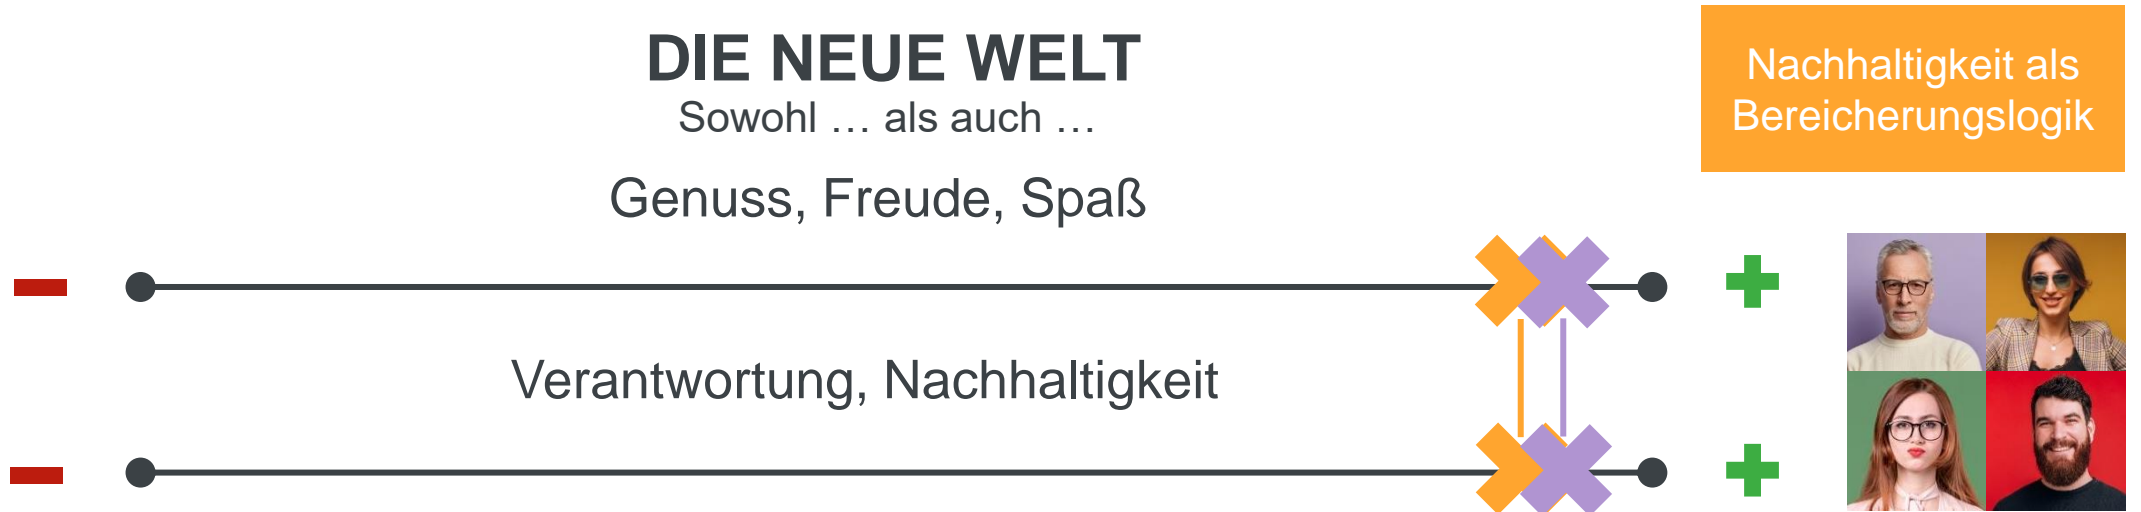 DIE NEUE WELT
Sowohl … als auch …
Nachhaltigkeit als
Bereicherungslogik
Genuss, Freude, Spaß
Verantwortung, Nachhaltigkeit